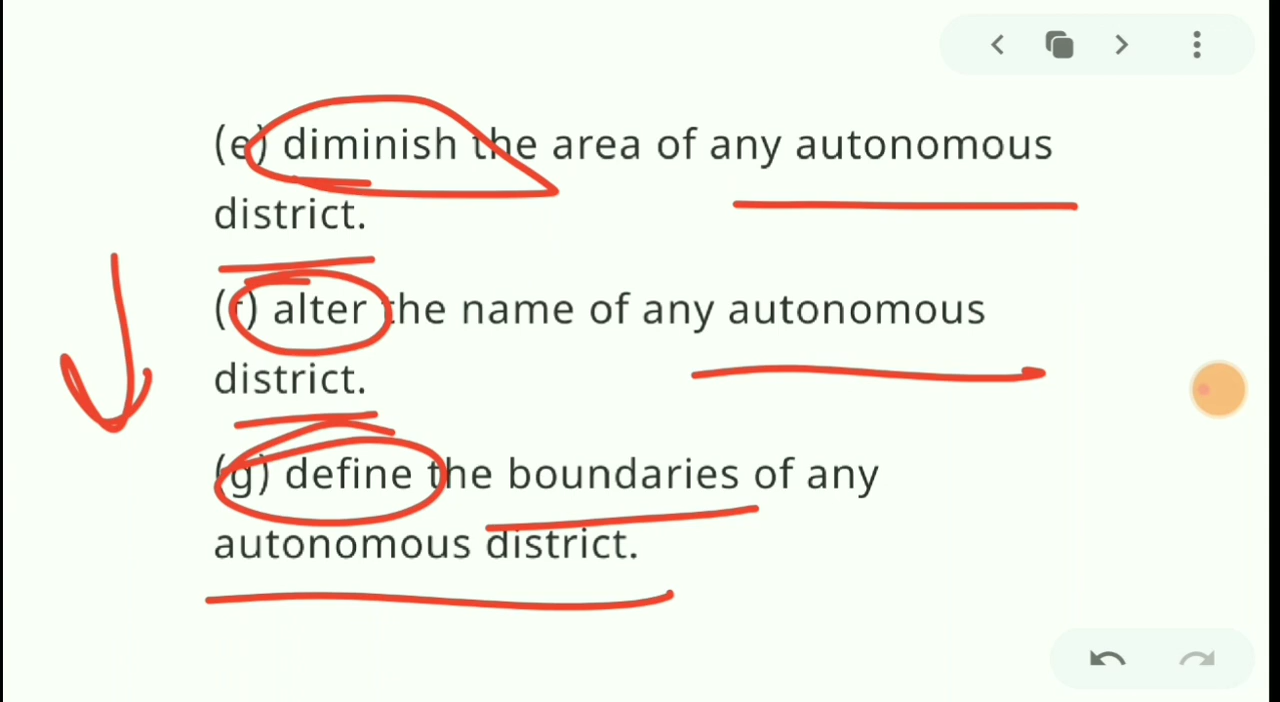 (e) diminish the area of any autonomous
district.
(f) alter the name of any autonomous
district.
(g) define the boundaries of any
autonomous district.